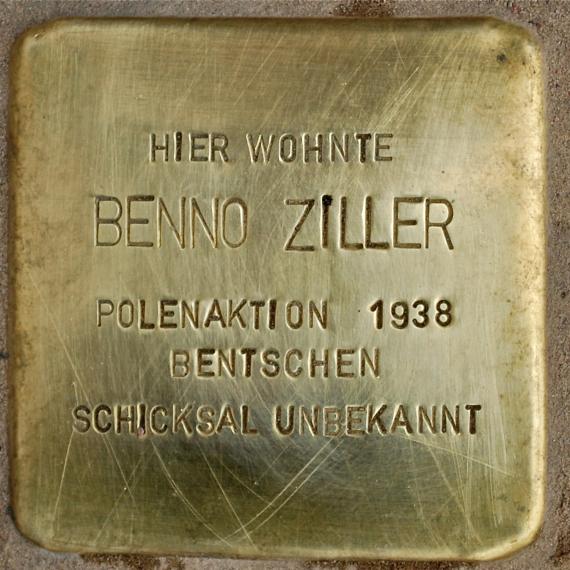 HIER WOHNTE
BENNO ZILLER
POLENAKTION 1938
BENTSCHEN
SCHICKSAL UNBEKANNT